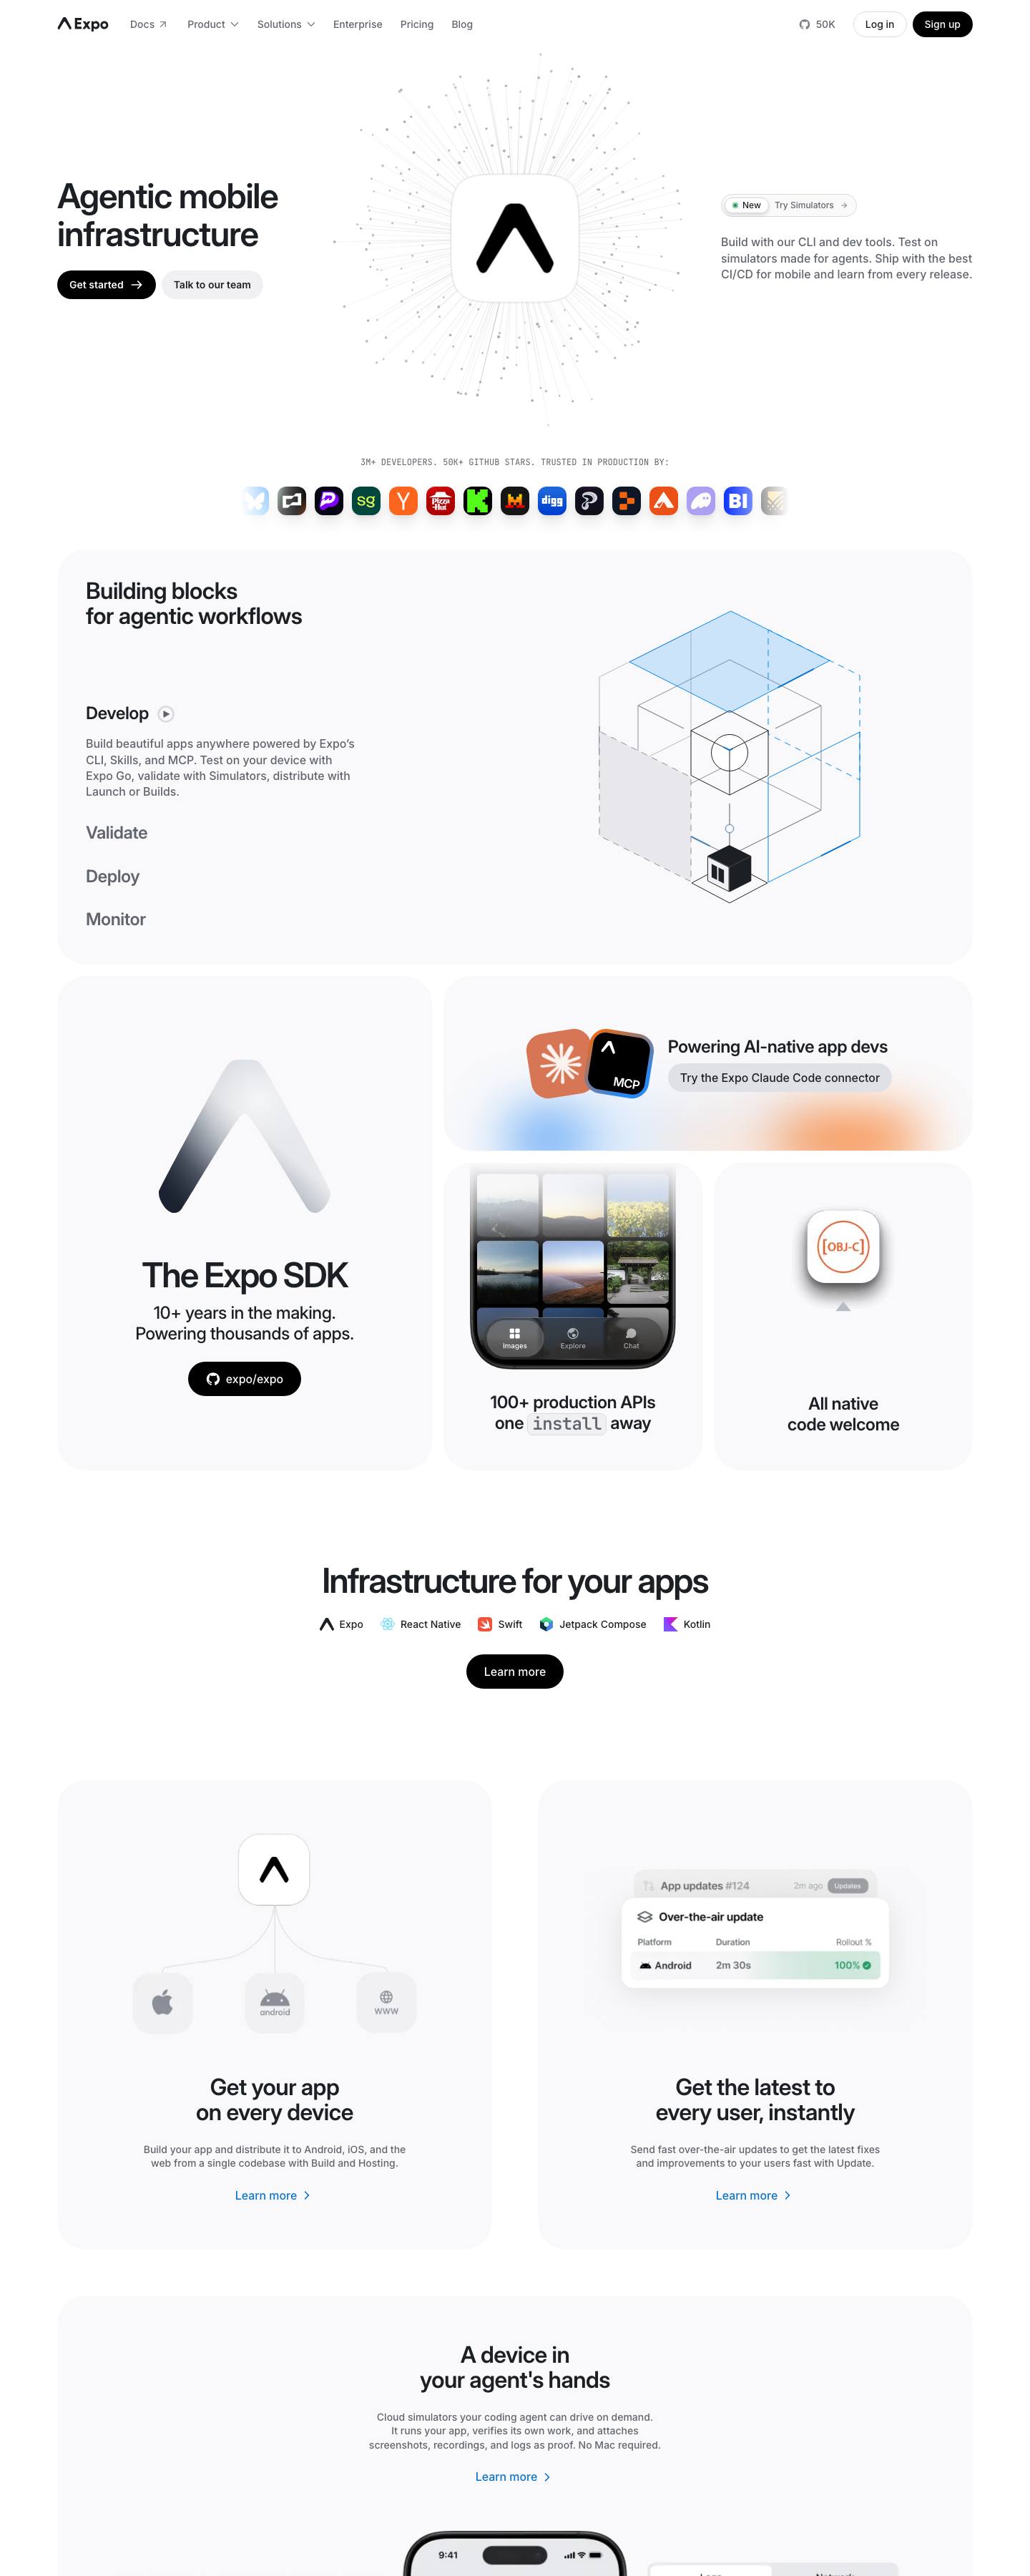 Expo
Docs
Product
Solutions
Enterprise
Pricing
Blog
50K
Log in
Sign up
Agentic mobile
infrastructure
Get started
Talk to our team
New
Try Simulators
Build with our CLI and dev tools. Test on
simulators made for agents. Ship with the best
CI/CD for mobile and learn from every release.
3M+ DEVELOPERS. 50K+ GITHUB STARS. TRUSTED IN PRODUCTION BY:
sg
Pizza
Hut
digg
BI
Building blocks
for agentic workflows
Develop
Build beautiful apps anywhere powered by Expo's
CLI, Skills, and MCP. Test on your device with
Expo Go, validate with Simulators, distribute with
Launch or Builds.
Validate
Deploy
Monitor
MCP
Powering AI-native app devs
Try the Expo Claude Code connector
The Expo SDK
10+ years in the making.
Powering thousands of apps.
expo/expo
Images
Explore
Chat
100+ production APIs
one install away
[OBJ-C]
All native
code welcome
Infrastructure for your apps
Expo
React Native
Swift
Jetpack Compose
Kotlin
Learn more
android
www
Get your app
on every device
Build your app and distribute it to Android, iOS, and the
web from a single codebase with Build and Hosting.
Learn more
App updates #124
2m ago
Updates
Over-the-air update
Platform
Duration
Rollout %
Android
2m 30s
100%
Get the latest to
every user, instantly
Send fast over-the-air updates to get the latest fixes
and improvements to your users fast with Update.
Learn more
A device in
your agent's hands
Cloud simulators your coding agent can drive on demand.
It runs your app, verifies its own work, and attaches
screenshots, recordings, and logs as proof. No Mac required.
Learn more
9:41